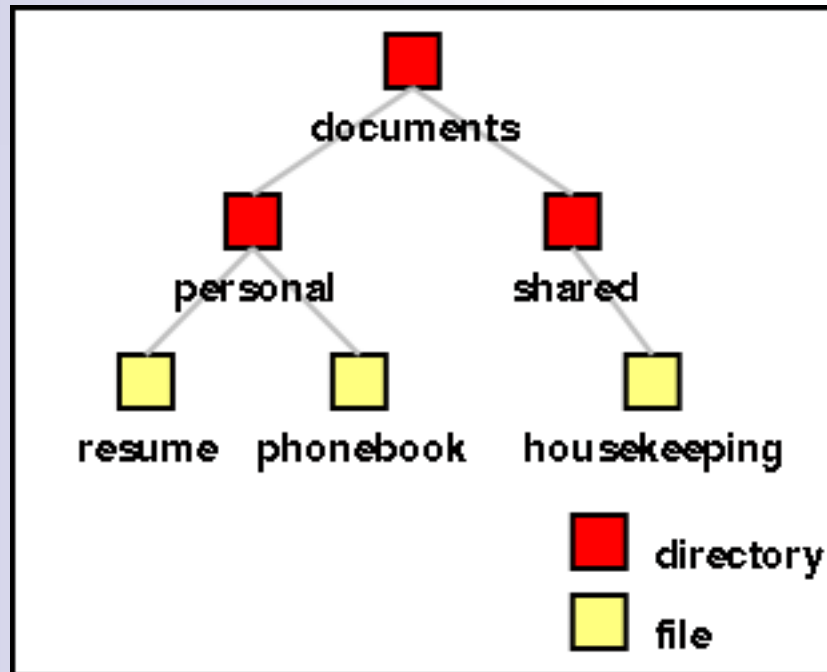 documents
personal shared
resume phonebook housekeeping
directory
file